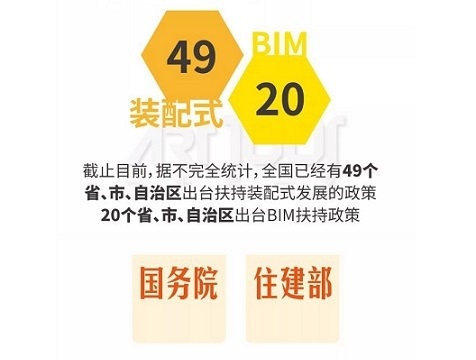 49
BIM
装配式
20
截止目前,据不完全统计,全国已经有49个
省、市、自治区出台扶持装配式发展的政策
20个省、市、自治区出台BIM扶持政策
国务院 住建部